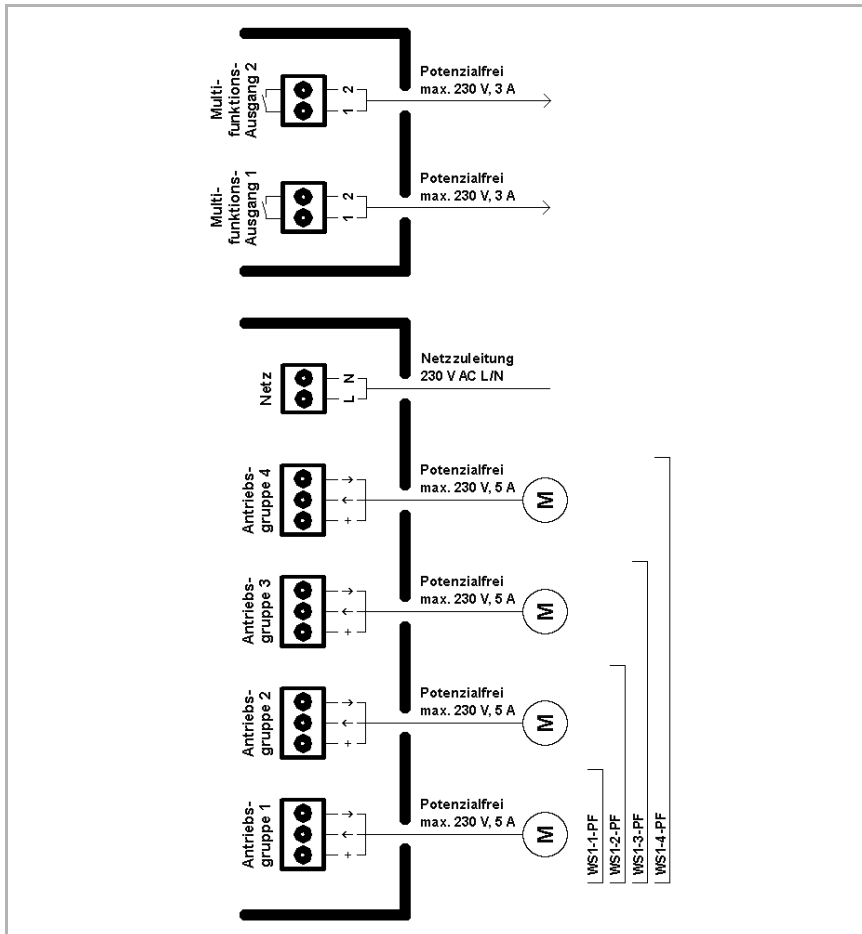 Multi-
funktions-
Ausgang 2
1 2
Potenzialfrei
max. 230 V, 3 A
Multi-
funktions-
Ausgang 1
1 2
Potenzialfrei
max. 230 V, 3 A
Netz
L N
Netzzuleitung
230 V AC L/N
Antriebs-
gruppe 4
+ ← →
Potenzialfrei
max. 230 V, 5 A
M
Antriebs-
gruppe 3
+ ← →
Potenzialfrei
max. 230 V, 5 A
M
Antriebs-
gruppe 2
+ ← →
Potenzialfrei
max. 230 V, 5 A
M
Antriebs-
gruppe 1
+ ← →
Potenzialfrei
max. 230 V, 5 A
M
WS1-1-PF
WS1-2-PF
WS1-3-PF
WS1-4-PF